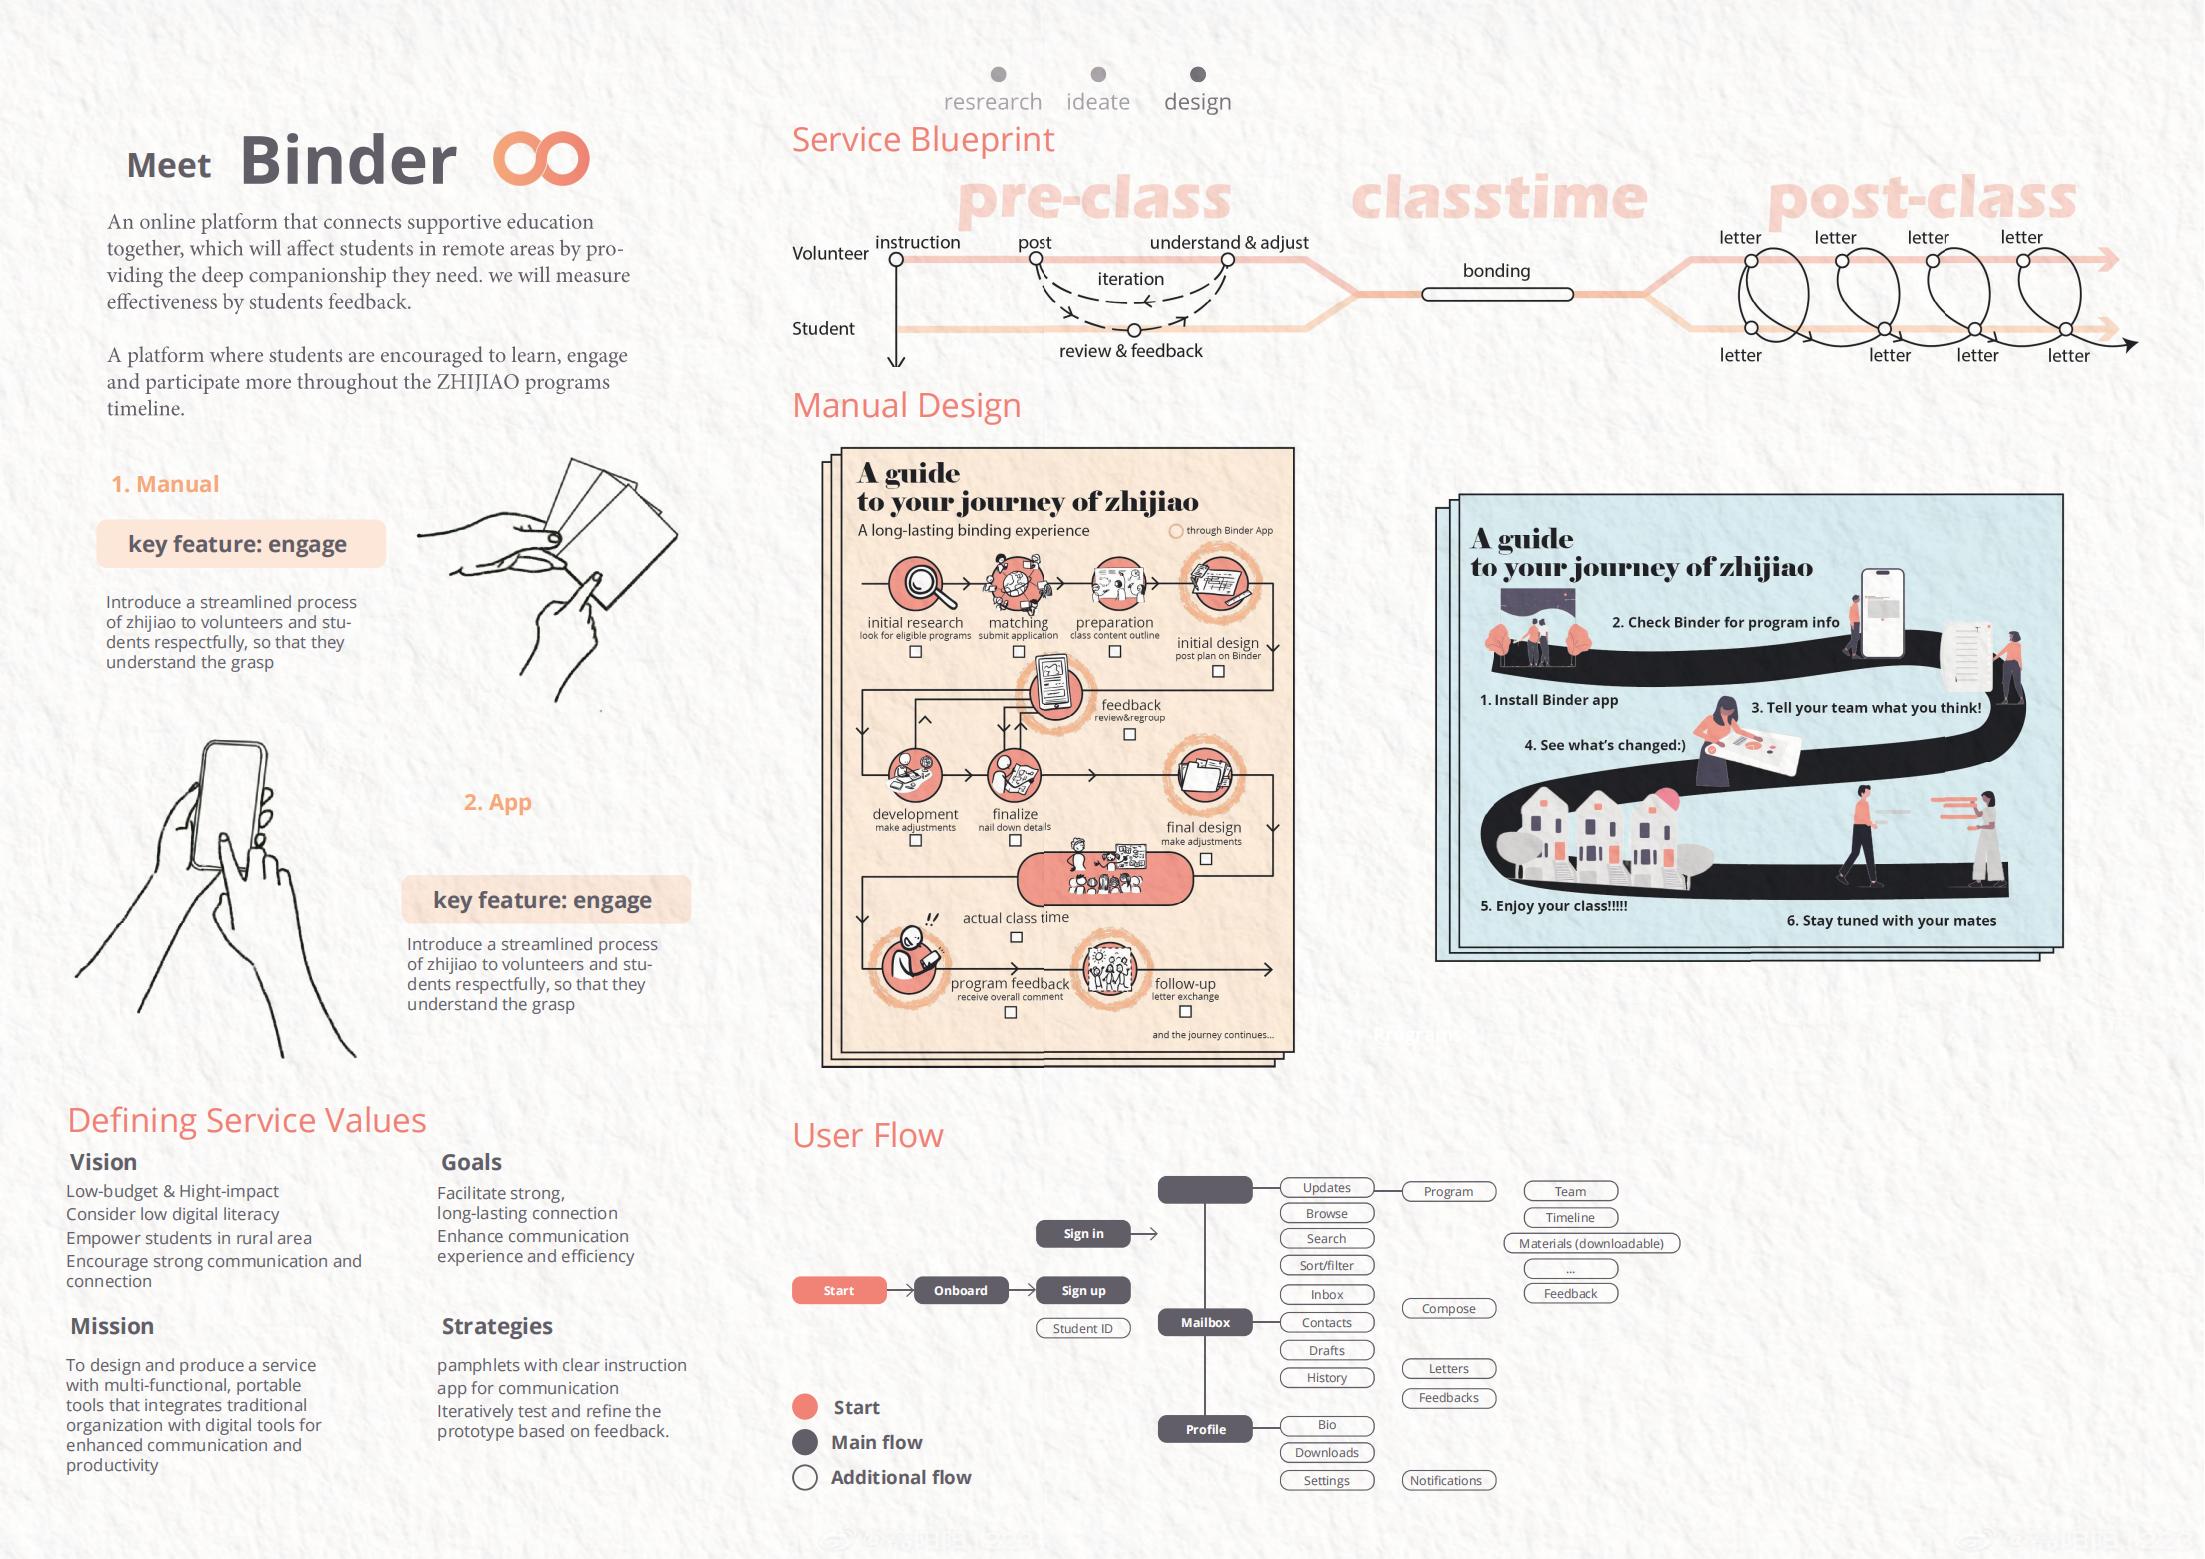 resrearch ideate design
Meet Binder
An online platform that connects supportive education
together, which will affect students in remote areas by pro-
viding the deep companionship they need. we will measure
effectiveness by students feedback.
A platform where students are encouraged to learn, engage
and participate more throughout the ZHIJIAO programs
timeline.
1. Manual
key feature: engage
Introduce a streamlined process
of zhijiao to volunteers and stu-
dents respectfully, so that they
understand the grasp
2. App
key feature: engage
Introduce a streamlined process
of zhijiao to volunteers and stu-
dents respectfully, so that they
understand the grasp
Defining Service Values
Vision
Low-budget & Hight-impact
Consider low digital literacy
Empower students in rural area
Encourage strong communication and
connection
Goals
Facilitate strong,
long-lasting connection
Enhance communication
experience and efficiency
Mission
To design and produce a service
with multi-functional, portable
tools that integrates traditional
organization with digital tools for
enhanced communication and
productivity
Strategies
pamphlets with clear instruction
app for communication
Iteratively test and refine the
prototype based on feedback.
Service Blueprint
pre-class classtime post-class
Volunteer instruction post understand & adjust
iteration
Student
review & feedback
bonding
letter letter letter letter
letter letter letter letter
Manual Design
A guide
to your journey of zhijiao
A long-lasting binding experience
through Binder App
initial research
look for eligible programs
matching
submit application
preparation
class content outline
initial design
post plan on Binder
feedback
review&regroup
development
make adjustments
finalize
nail down details
final design
make adjustments
actual class time
program feedback
receive overall comment
follow-up
letter exchange
and the journey continues...
A guide
to your journey of zhijiao
1. Install Binder app
2. Check Binder for program info
3. Tell your team what you think!
4. See what's changed:)
5. Enjoy your class!!!!!
6. Stay tuned with your mates
User Flow
Start
Onboard
Sign in
Sign up
Student ID
Updates
Browse
Search
Sort/filter
Program
Team
Timeline
Materials (downloadable)
...
Feedback
Mailbox
Inbox
Contacts
Drafts
History
Compose
Letters
Feedbacks
Profile
Bio
Downloads
Settings
Notifications
Start
Main flow
Additional flow